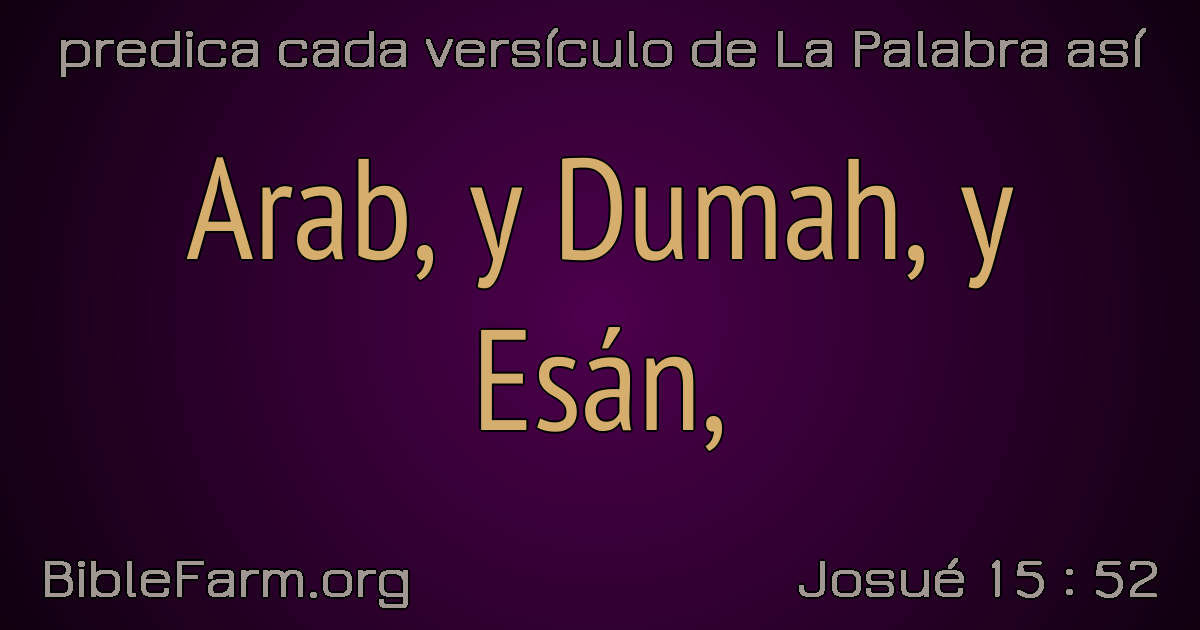 predica cada versículo de La Palabra así
Arab, y Dumah, y
Esán,
BibleFarm.org
Josué 15 : 52